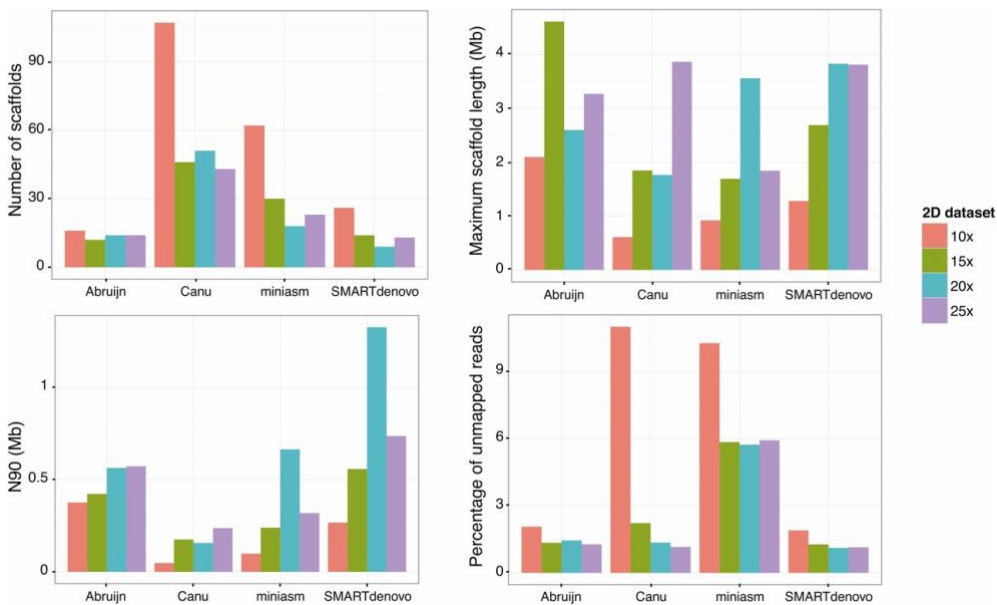 Number of scaffolds
90
60
30
0
Abruijn Canu miniasm SMARTdenovo
Maximum scaffold length (Mb)
4
3
2
1
0
Abruijn Canu miniasm SMARTdenovo
2D dataset
10x
15x
20x
25x
N90 (Mb)
1
0.5
0
Abruijn Canu miniasm SMARTdenovo
Percentage of unmapped reads
9
6
3
0
Abruijn Canu miniasm SMARTdenovo